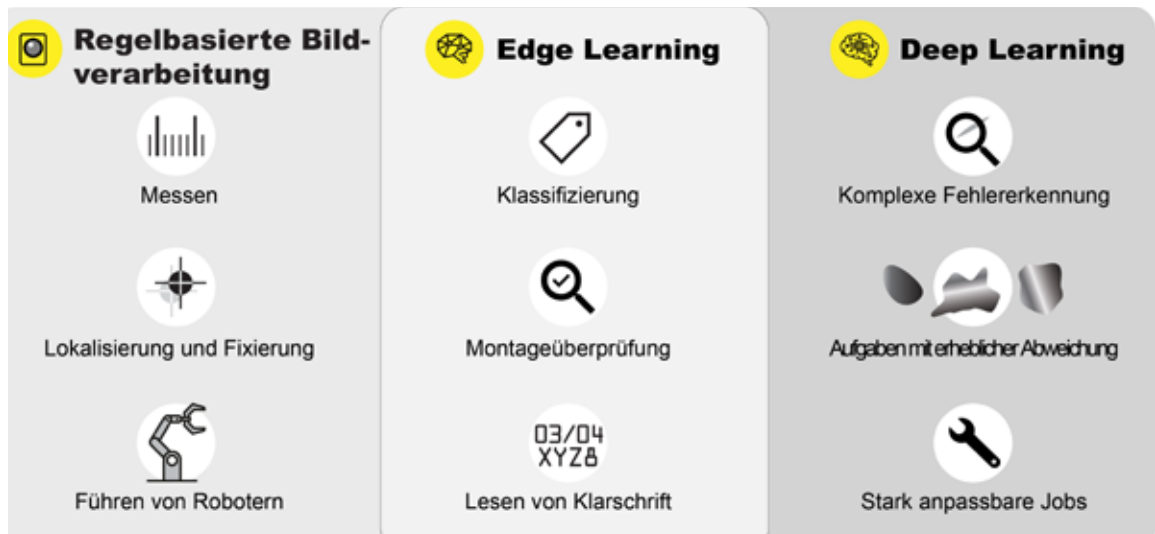 Regelbasierte Bild-
verarbeitung
Messen
Lokalisierung und Fixierung
Führen von Robotern
Edge Learning
Klassifizierung
Montageüberprüfung
03/04
XYZ8
Lesen von Klarschrift
Deep Learning
Komplexe Fehlererkennung
Aufgaben mit erheblicher Abweichung
Stark anpassbare Jobs